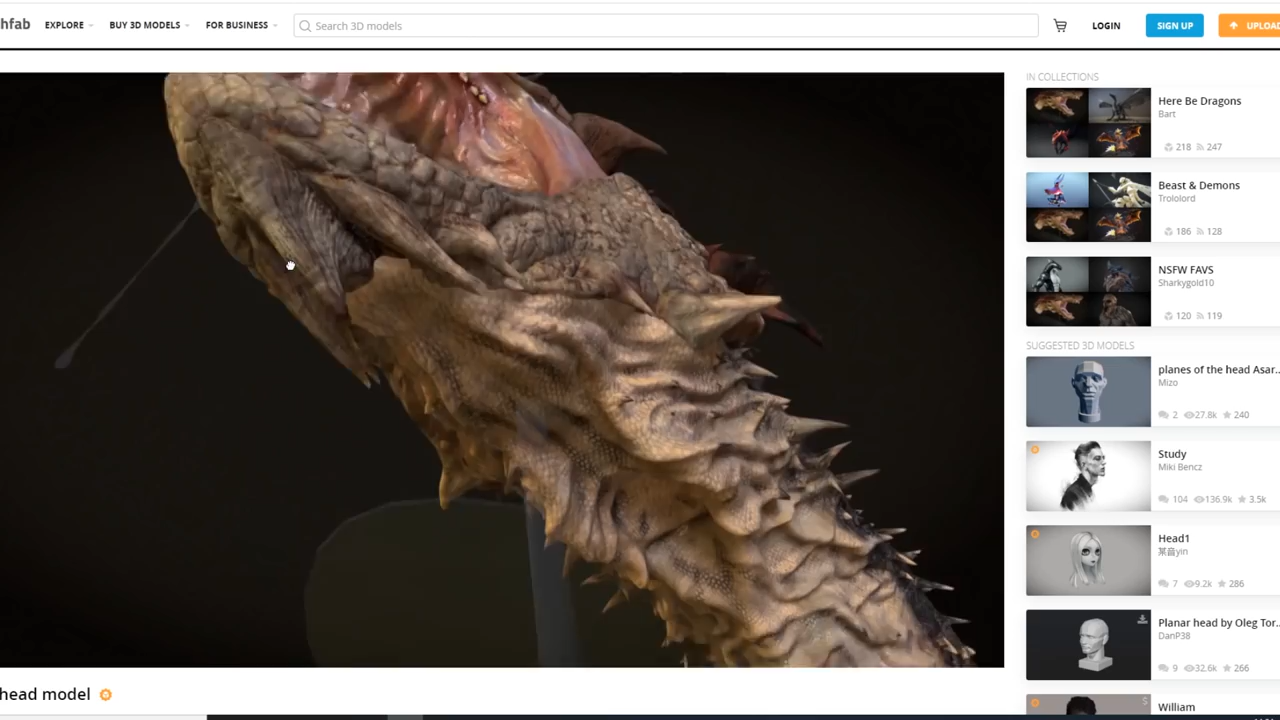 hfab EXPLORE BUY 3D MODELS FOR BUSINESS Search 3D models LOGIN SIGN UP UPLOAD
IN COLLECTIONS
Here Be Dragons
Bart
218 247
Beast & Demons
Trololord
186 128
NSFW FAVS
Sharkygold10
120 119
SUGGESTED 3D MODELS
planes of the head Asar..
Mizo
2 27.8k 240
Study
Miki Bencz
104 136.9k 3.5k
Head1
某音yin
7 9.2k 286
Planar head by Oleg Tor..
DanP38
9 32.6k 266
$
William
head model